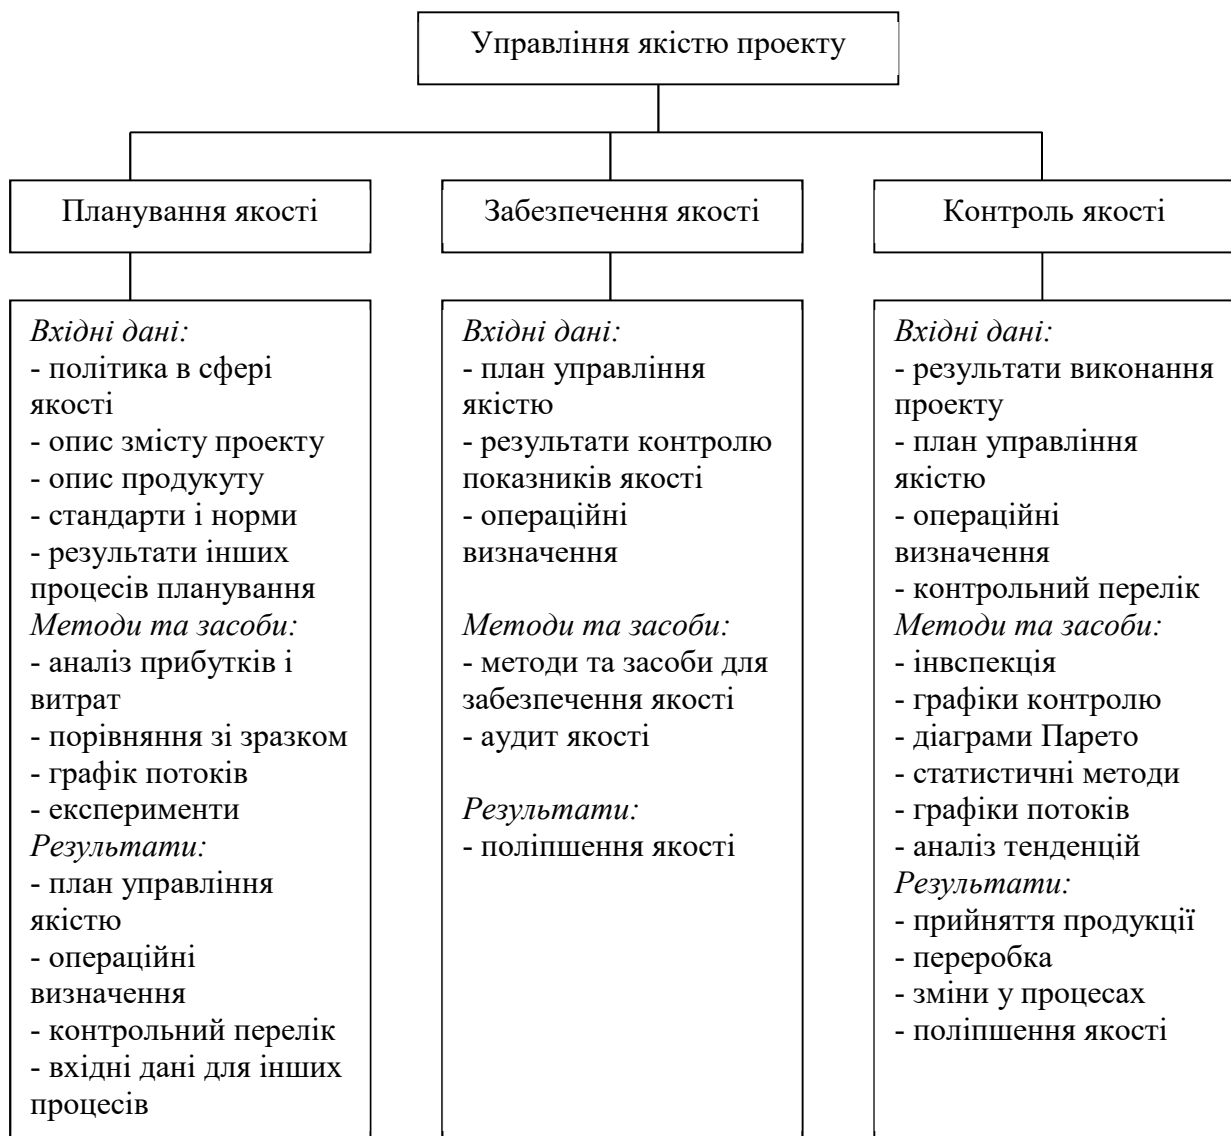 Управління якістю проекту
Планування якості
Забезпечення якості
Контроль якості
Вхідні дані:
- політика в сфері
якості
- опис змісту проекту
- опис продукуту
- стандарти і норми
- результати інших
процесів планування
Методи та засоби:
- аналіз прибутків і
витрат
- порівняння зі зразком
- графік потоків
- експерименти
Результати:
- план управління
якістю
- операційні
визначення
- контрольний перелік
- вхідні дані для інших
процесів
Вхідні дані:
- план управління
якістю
- результати контролю
показників якості
- операційні
визначення
Методи та засоби:
- методи та засоби для
забезпечення якості
- аудит якості
Результати:
- поліпшення якості
Вхідні дані:
- результати виконання
проекту
- план управління
якістю
- операційні
визначення
- контрольний перелік
Методи та засоби:
- інвспекція
- графіки контролю
- діаграми Парето
- статистичні методи
- графіки потоків
- аналіз тенденцій
Результати:
- прийняття продукції
- переробка
- зміни у процесах
- поліпшення якості